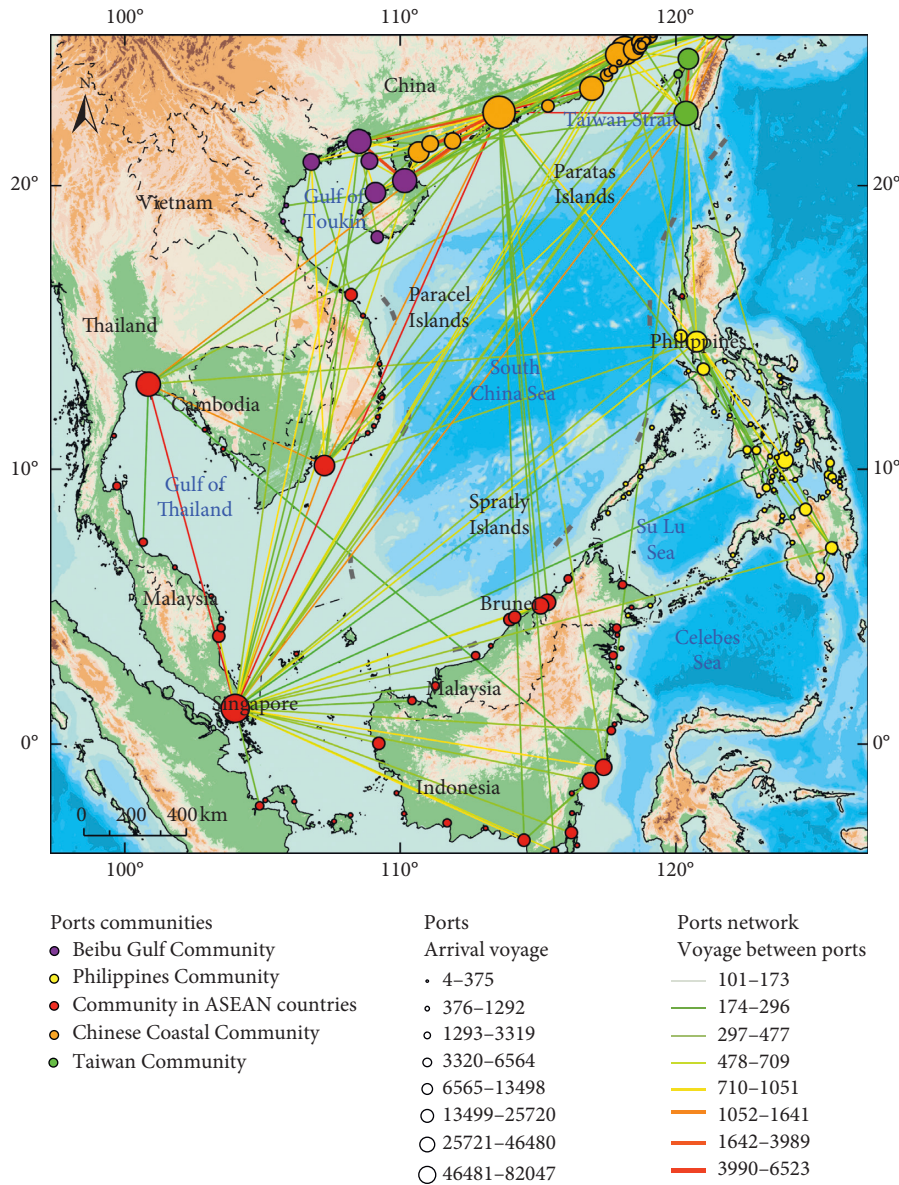 100° 110° 120°
N
China
Taiwan Strait
20° 20°
Paratas
Islands
Gulf of
Toukin
Vietnam
Paracel
Islands
Thailand
Philippines
South
China Sea
Cambodia
10° 10°
Gulf of
Thailand
Spratly
Islands
Su Lu
Sea
Malaysia
Brunei
Celebes
Sea
Malaysia
Singapore
0° 0°
Indonesia
0 200 400 km
100° 110° 120°
Ports communities
Beibu Gulf Community
Philippines Community
Community in ASEAN countries
Chinese Coastal Community
Taiwan Community
Ports
Arrival voyage
4–375
376–1292
1293–3319
3320–6564
6565–13498
13499–25720
25721–46480
46481–82047
Ports network
Voyage between ports
101–173
174–296
297–477
478–709
710–1051
1052–1641
1642–3989
3990–6523